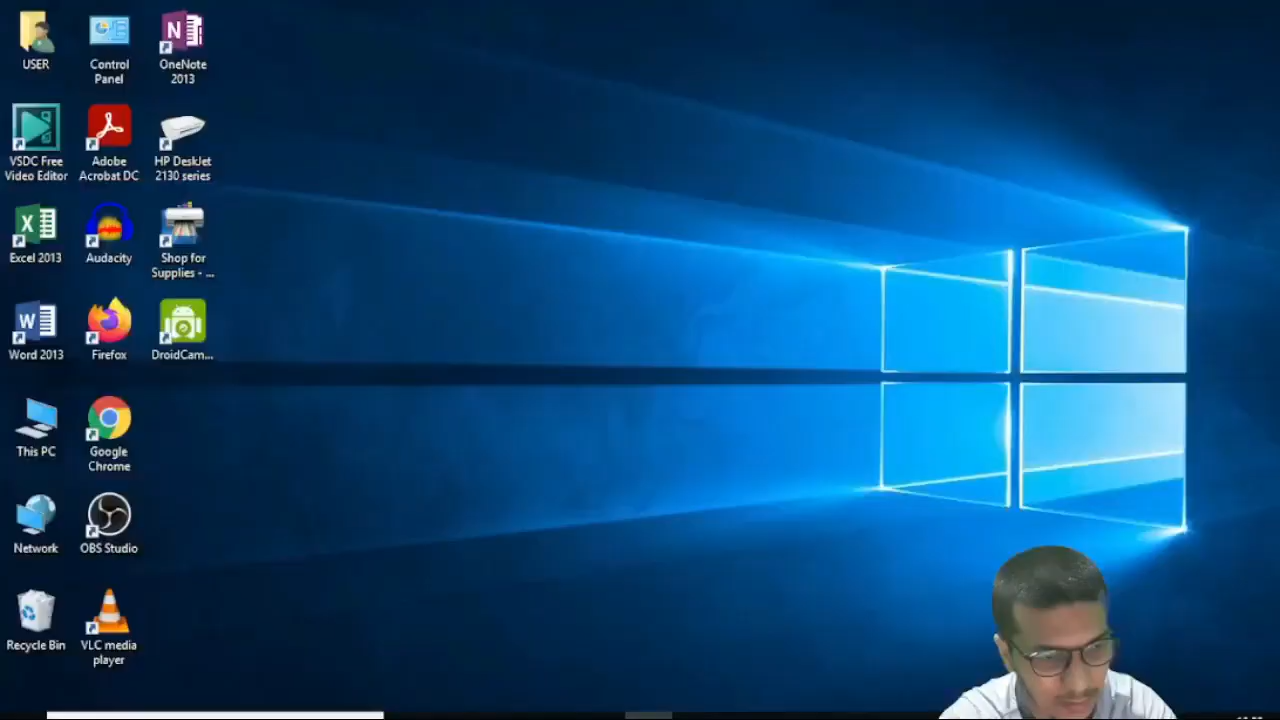 USER
Control
Panel
OneNote
2013
VSDC Free
Video Editor
Adobe
Acrobat DC
HP DeskJet
2130 series
Excel 2013
Audacity
Shop for
Supplies - ...
Word 2013
Firefox
DroidCam...
This PC
Google
Chrome
Network
OBS Studio
Recycle Bin
VLC media
player